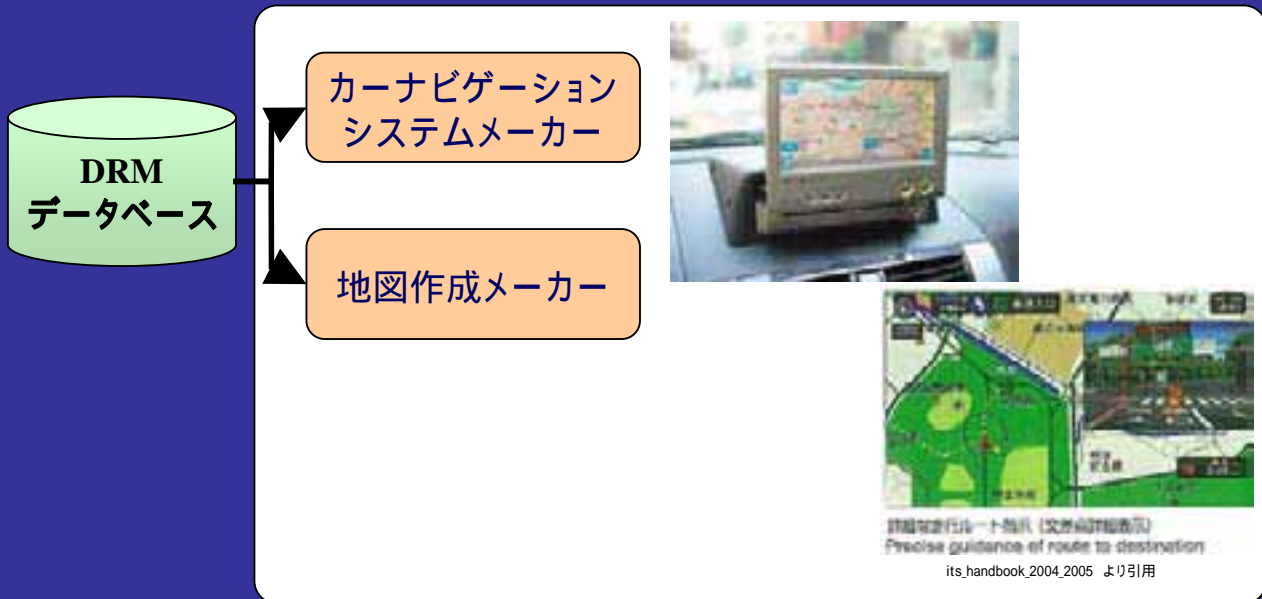 DRM
データベース
カーナビゲーション
システムメーカー
地図作成メーカー
Precise guidance of route to destination
its_handbook_2004_2005 より引用